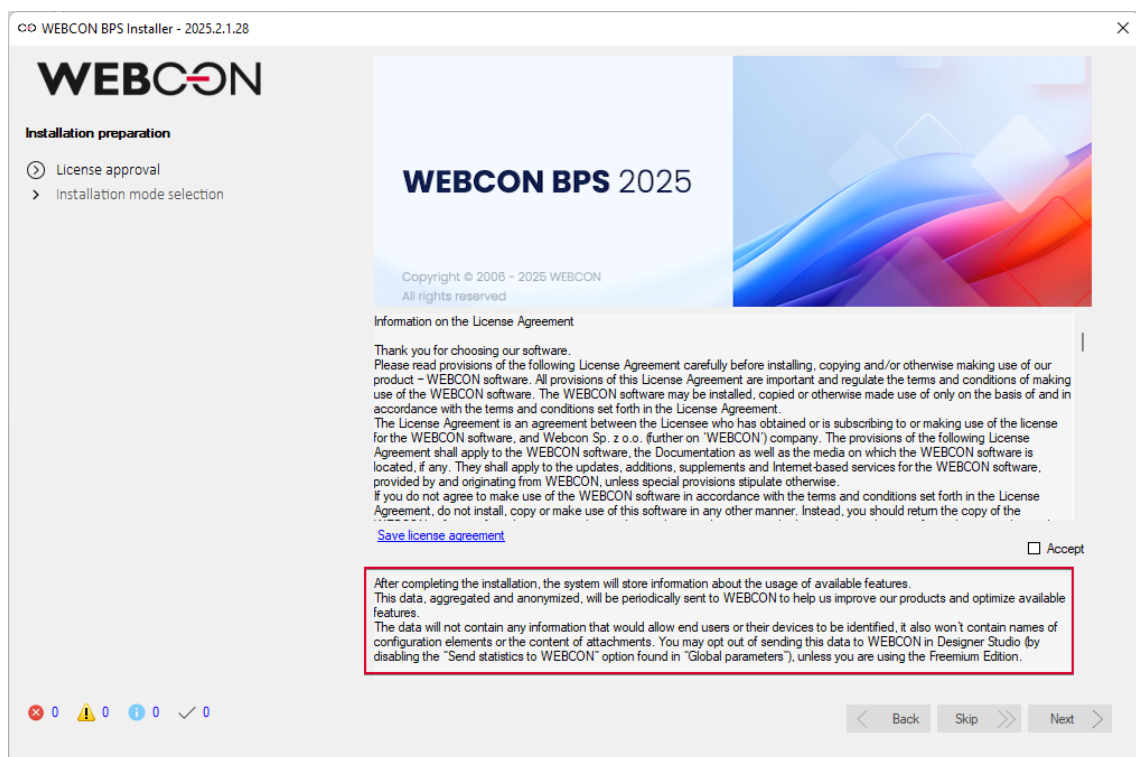 WEBCON BPS Installer - 2025.2.1.28
WEBCON
Installation preparation
License approval
Installation mode selection
WEBCON BPS 2025
Copyright © 2006 - 2025 WEBCON
All rights reserved
Information on the License Agreement
Thank you for choosing our software.
Please read provisions of the following License Agreement carefully before installing, copying and/or otherwise making use of our
product – WEBCON software. All provisions of this License Agreement are important and regulate the terms and conditions of making
use of the WEBCON software. The WEBCON software may be installed, copied or otherwise made use of only on the basis of and in
accordance with the terms and conditions set forth in the License Agreement.
The License Agreement is an agreement between the Licensee who has obtained or is subscribing to or making use of the license
for the WEBCON software, and Webcon Sp. z o.o. (further on "WEBCON") company. The provisions of the following License
Agreement shall apply to the WEBCON software, the Documentation as well as the media on which the WEBCON software is
located, if any. They shall apply to the updates, additions, supplements and Internet-based services for the WEBCON software,
provided by and originating from WEBCON, unless special provisions stipulate otherwise.
If you do not agree to make use of the WEBCON software in accordance with the terms and conditions set forth in the License
Agreement, do not install, copy or make use of this software in any other manner. Instead, you should return the copy of the
Save license agreement
Accept
After completing the installation, the system will store information about the usage of available features.
This data, aggregated and anonymized, will be periodically sent to WEBCON to help us improve our products and optimize available
features.
The data will not contain any information that would allow end users or their devices to be identified, it also won't contain names of
configuration elements or the content of attachments. You may opt out of sending this data to WEBCON in Designer Studio (by
disabling the "Send statistics to WEBCON" option found in "Global parameters"), unless you are using the Freemium Edition.
0 0 0 0
Back Skip Next